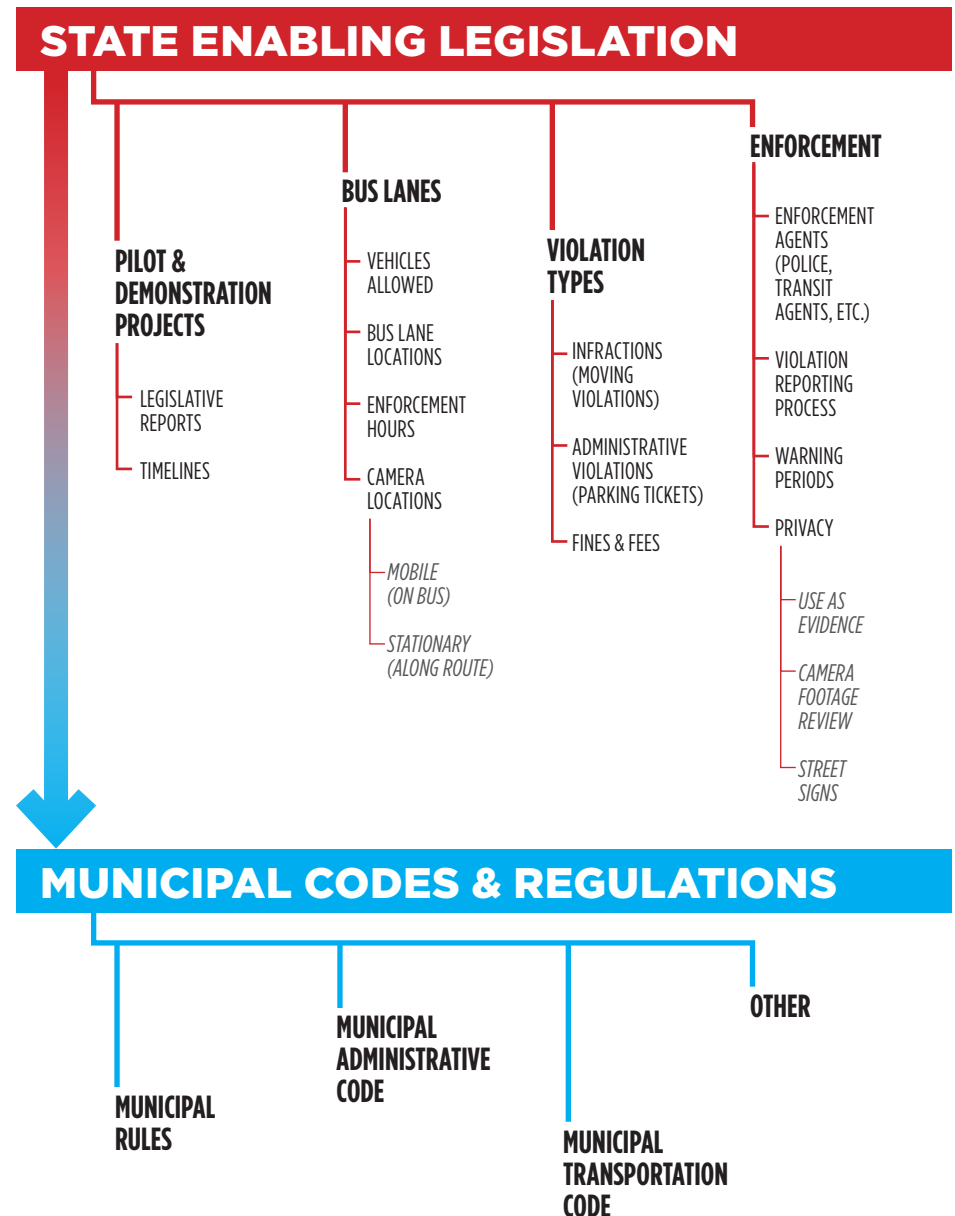 STATE ENABLING LEGISLATION
PILOT &
DEMONSTRATION
PROJECTS
LEGISLATIVE
REPORTS
TIMELINES
BUS LANES
VEHICLES
ALLOWED
BUS LANE
LOCATIONS
ENFORCEMENT
HOURS
CAMERA
LOCATIONS
MOBILE
(ON BUS)
STATIONARY
(ALONG ROUTE)
VIOLATION
TYPES
INFRACTIONS
(MOVING
VIOLATIONS)
ADMINISTRATIVE
VIOLATIONS
(PARKING TICKETS)
FINES & FEES
ENFORCEMENT
ENFORCEMENT
AGENTS
(POLICE,
TRANSIT
AGENTS, ETC.)
VIOLATION
REPORTING
PROCESS
WARNING
PERIODS
PRIVACY
USE AS
EVIDENCE
CAMERA
FOOTAGE
REVIEW
STREET
SIGNS
MUNICIPAL CODES & REGULATIONS
MUNICIPAL
RULES
MUNICIPAL
ADMINISTRATIVE
CODE
MUNICIPAL
TRANSPORTATION
CODE
OTHER